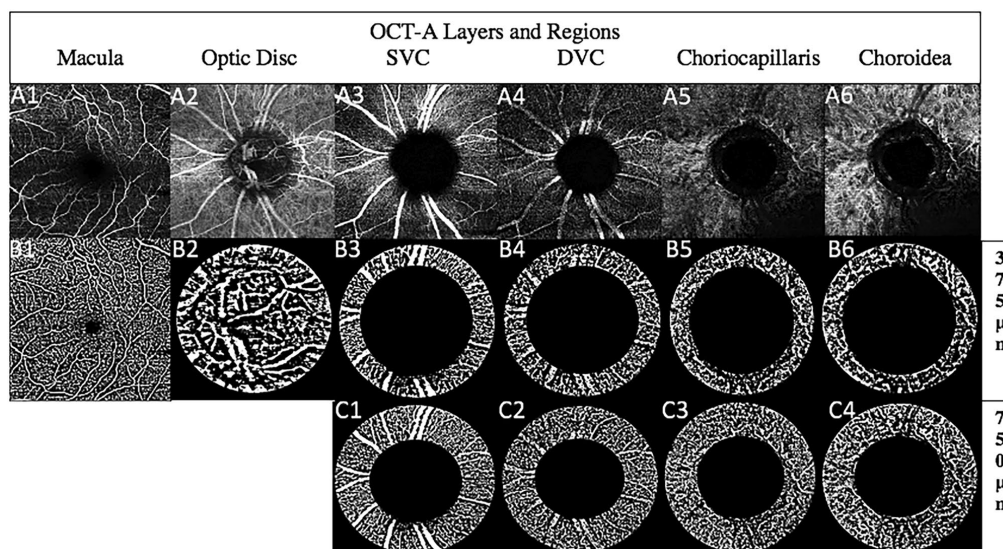 OCT-A Layers and Regions
Macula Optic Disc SVC DVC Choriocapillaris Choroidea
A1 A2 A3 A4 A5 A6
B1 B2 B3 B4 B5 B6
3
7
5
µ
n
C1 C2 C3 C4
7
5
0
µ
n